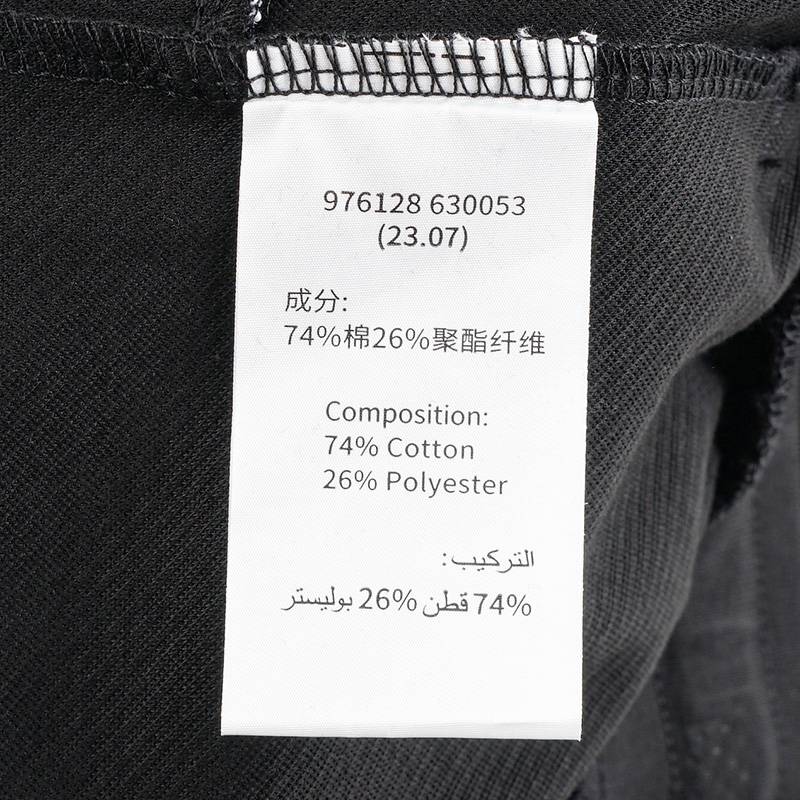 976128 630053
(23.07)
成分:
74%棉26%聚酯纤维
Composition:
74% Cotton
26% Polyester
التركيب:
74% قطن 26% بوليستر